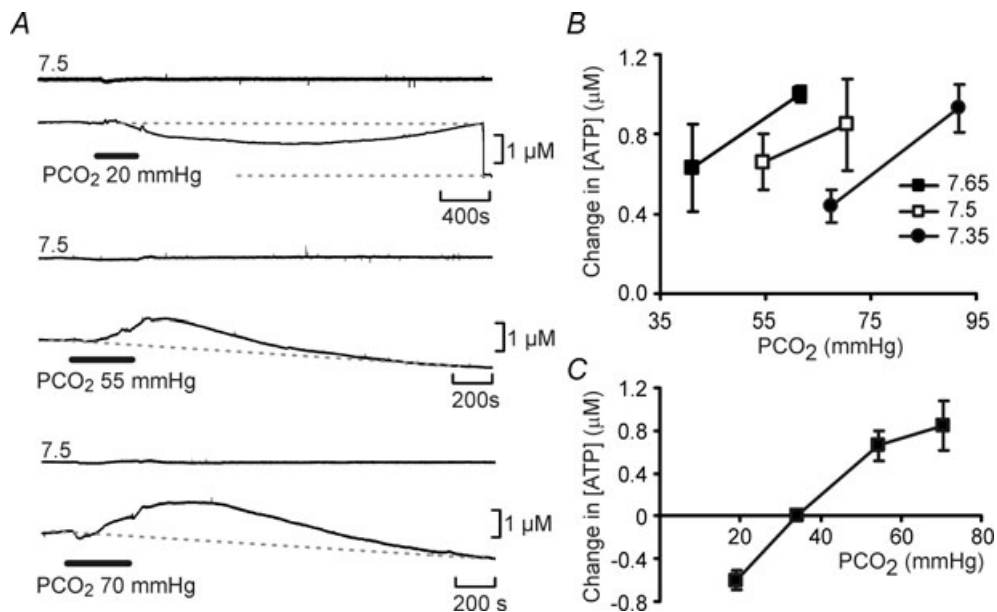 A
7.5
1 μM
PCO2 20 mmHg
400s
7.5
1 μM
PCO2 55 mmHg
200s
7.5
1 μM
PCO2 70 mmHg
200 s
B
Change in [ATP] (μM)
1.2
0.8
0.4
0.0
7.65
7.5
7.35
35 55 75 95
PCO2 (mmHg)
C
Change in [ATP] (μM)
1.2
0.8
0.4
0
-0.4
-0.8
20 40 60 80
PCO2 (mmHg)